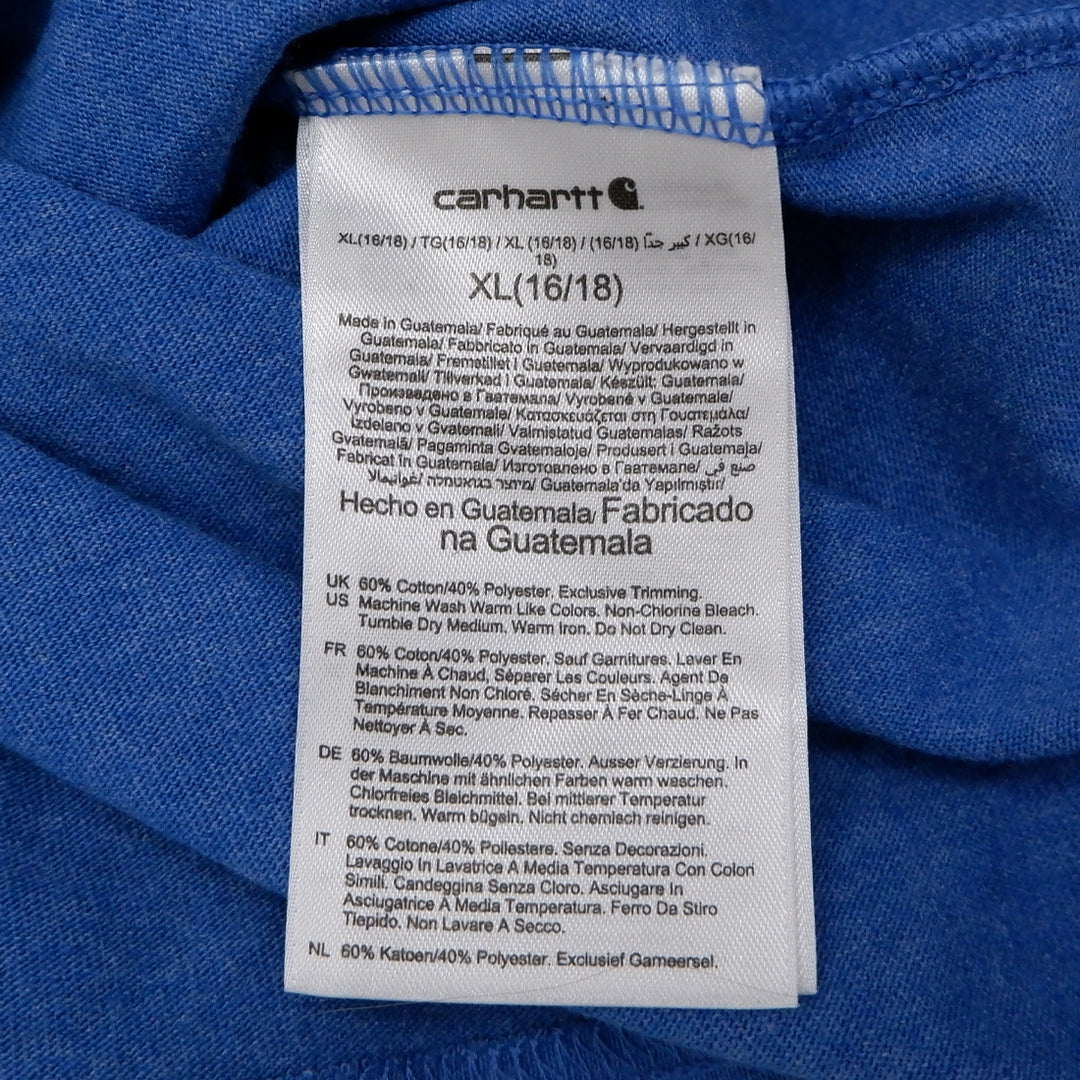 carhartt
XL(16/18) / TG(16/18) / XL (16/18) / (16/18) كبير جدًا / XG(16/
18)
XL(16/18)
Made in Guatemala/ Fabriqué au Guatemala/ Hergestellt in
Guatemala/ Fabbricato in Guatemala/ Vervaardigd in
Guatemala/ Fremstillet i Guatemala/ Wyprodukowano w
Gwatemali/ Tillverkad i Guatemala/ Készült: Guatemala/
Произведено в Гватемала/ Vyrobené v Guatemale/
Vyrobeno v Guatemale/ Κατασκευάζεται στη Γουατεμάλα/
Izdelano v Gvatemali/ Valmistatud Guatemalas/ Ražots
Gvatemalā/ Pagaminta Gvatemaloje/ Produsert i Guatemala/
Fabricat în Guatemala/ Изготовлено в Гватемале/ صنع في
غواتيمالا/ מיוצר בגואטמלה/ Guatemala'da Yapılmıştır/
Hecho en Guatemala/ Fabricado
na Guatemala
UK 60% Cotton/40% Polyester. Exclusive Trimming.
US Machine Wash Warm Like Colors. Non-Chlorine Bleach.
Tumble Dry Medium. Warm Iron. Do Not Dry Clean.
FR 60% Coton/40% Polyester. Sauf Garnitures. Laver En
Machine À Chaud, Séparer Les Couleurs. Agent De
Blanchiment Non Chloré. Sécher En Sèche-Linge À
Température Moyenne. Repasser À Fer Chaud. Ne Pas
Nettoyer À Sec.
DE 60% Baumwolle/40% Polyester. Ausser Verzierung. In
der Maschine mit ähnlichen Farben warm waschen.
Chlorfreies Bleichmittel. Bei mittlerer Temperatur
trocknen. Warm bügeln. Nicht chemisch reinigen.
IT 60% Cotone/40% Poliestere. Senza Decorazioni.
Lavaggio In Lavatrice A Media Temperatura Con Colori
Simili. Candeggina Senza Cloro. Asciugare In
Asciugatrice A Media Temperatura. Ferro Da Stiro
Tiepido. Non Lavare A Secco.
NL 60% Katoen/40% Polyester. Exclusief Gameersel.